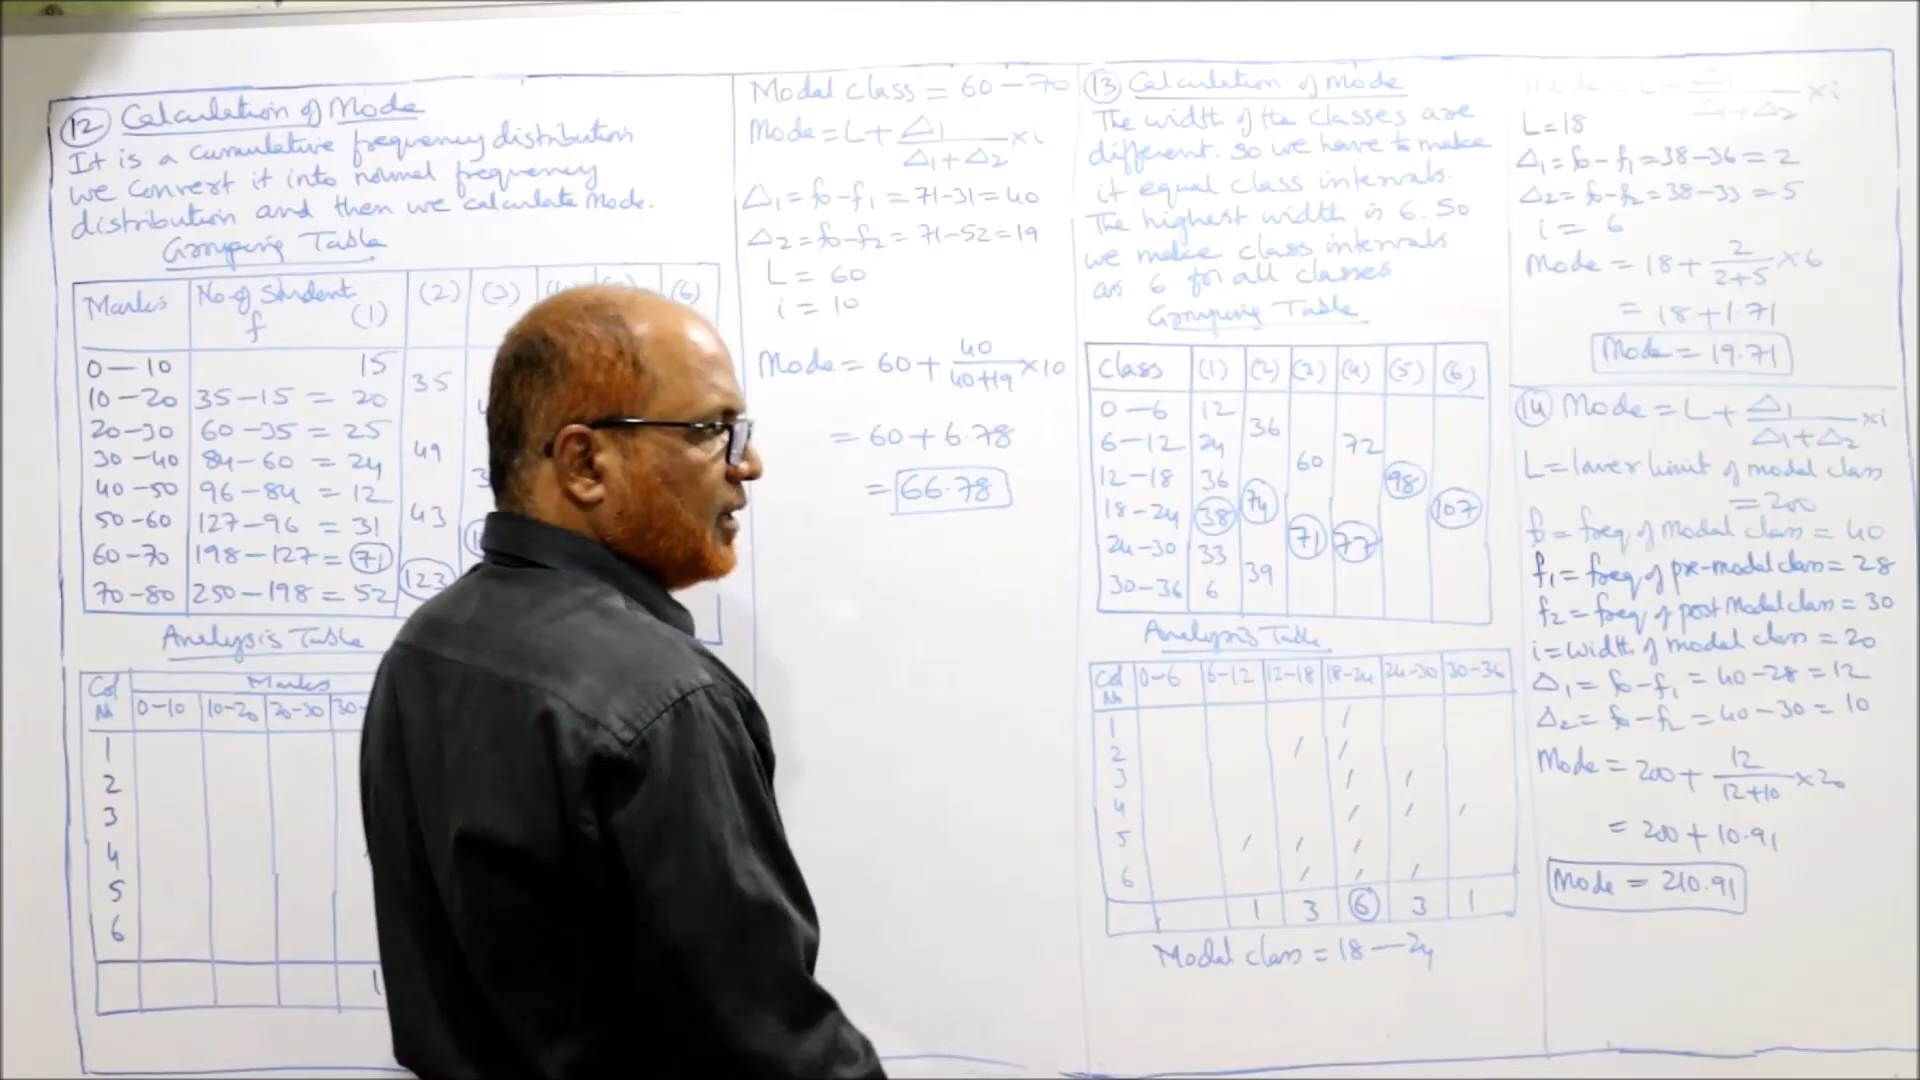 (12) Calculation of Mode
It is a cumulative frequency distribution
we convert it into normal frequency
distribution and then we calculate mode.
Grouping Table
Marks No. of Student f (1) (2) (3) (6)
0-10 15
10-20 35-15 = 20
35
20-30 60-35 = 25
30-40 84-60 = 24
49
40-50 96-84 = 12
50-60 127-96 = 31
43
60-70 198-127 = 71
70-80 250-198 = 52
123
Analysis Table
Col No Marks
0-10 10-20 20-30 30-
1
2
3
4
5
6
1
Modal class = 60-70
Mode = L + Δ1/Δ1+Δ2 × i
Δ1 = f0-f1 = 71-31 = 40
Δ2 = f0-f2 = 71-52 = 19
L = 60
i = 10
Mode = 60 + 40/40+19 × 10
= 60 + 6.78
= 66.78
(13) Calculation of Mode
The width of the classes are
different. So we have to make
it equal class intervals.
The highest width is 6. So
we make class intervals
as 6 for all classes
Grouping Table
Class (1) (2) (3) (4) (5) (6)
0-6 12
36
6-12 24
72
60
12-18 36
98
18-24 38
74 107
71 77
24-30 33
39
30-36 6
Analysis Table
Col No 0-6 6-12 12-18 18-24 24-30 30-36
1 /
2 / /
3 / /
4 / / /
5 / / /
6 / / /
1 3 6 3 1
Modal class = 18-24
Mode = L + Δ1/Δ1+Δ2 × i
L = 18
Δ1 = f0-f1 = 38-36 = 2
Δ2 = f0-f2 = 38-33 = 5
i = 6
Mode = 18 + 2/2+5 × 6
= 18 + 1.71
Mode = 19.71
(14) Mode = L + Δ1/Δ1+Δ2 × i
L = lower limit of modal class
= 200
f0 = freq of modal class = 40
f1 = freq of pre-modal class = 28
f2 = freq of post Modal class = 30
i = width of modal class = 20
Δ1 = f0-f1 = 40-28 = 12
Δ2 = f0-f2 = 40-30 = 10
Mode = 200 + 12/12+10 × 20
= 200 + 10.91
Mode = 210.91